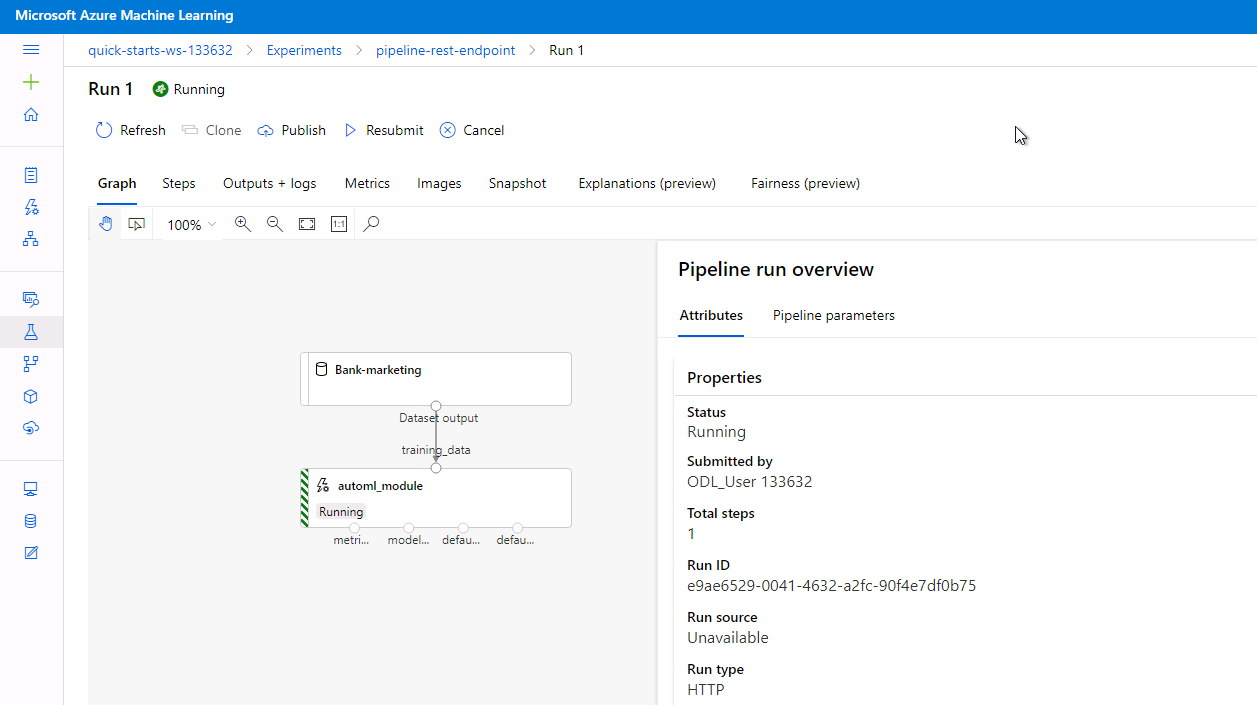 Microsoft Azure Machine Learning
quick-starts-ws-133632 > Experiments > pipeline-rest-endpoint > Run 1
Run 1 Running
Refresh Clone Publish Resubmit Cancel
Graph Steps Outputs + logs Metrics Images Snapshot Explanations (preview) Fairness (preview)
100% 1:1
Pipeline run overview
Attributes Pipeline parameters
Bank-marketing
Dataset output
training_data
automl_module
Running
metri... model... defau... defau...
Properties
Status
Running
Submitted by
ODL_User 133632
Total steps
1
Run ID
e9ae6529-0041-4632-a2fc-90f4e7df0b75
Run source
Unavailable
Run type
HTTP